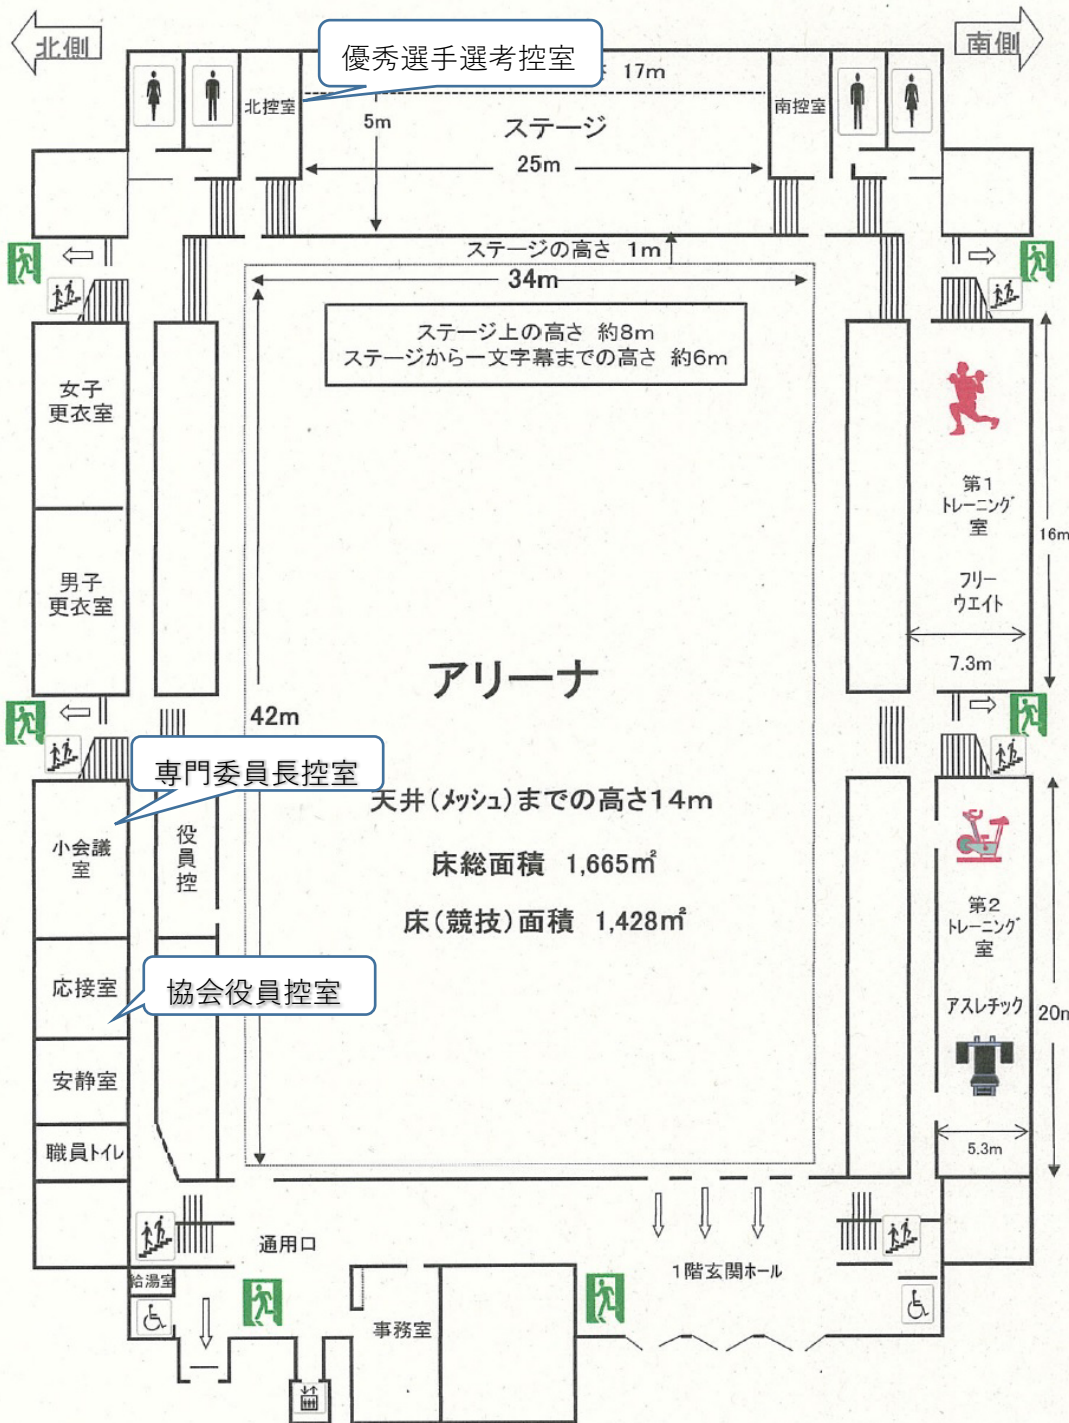 北側
優秀選手選考控室
さ 17m
南側
北控室
5m
ステージ
25m
南控室
ステージの高さ 1m
34m
ステージ上の高さ 約8m
ステージから一文字幕までの高さ 約6m
女子
更衣室
男子
更衣室
第1
トレーニング
室
フリー
ウエイト
16m
7.3m
アリーナ
42m
専門委員長控室
天井(メッシュ)までの高さ14m
床総面積 1,665㎡
床(競技)面積 1,428㎡
小会議
室
役
員
控
応接室
協会役員控室
安静室
職員トイレ
第2
トレーニング
室
アスレチック
20m
5.3m
通用口
1階玄関ホール
給湯室
事務室